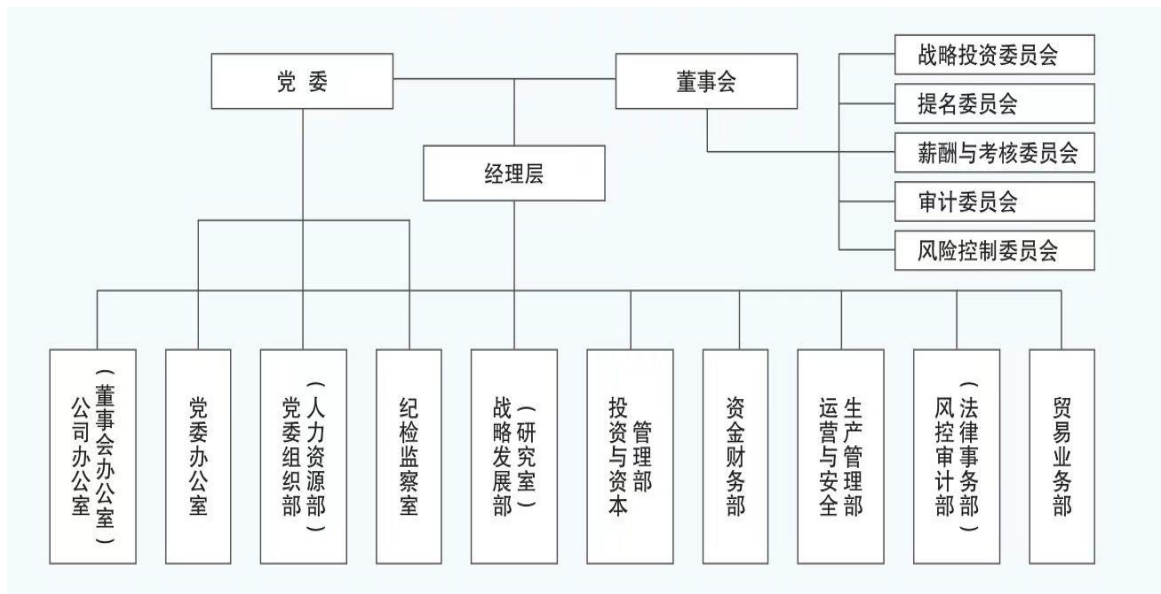 党 委
董事会
经理层
战略投资委员会
提名委员会
薪酬与考核委员会
审计委员会
风险控制委员会
公司办公室
(董事会办公室)
党委办公室
党委组织部
(人力资源部)
纪检监察室
战略发展部
(研究室)
投资与资本
管理部
资金财务部
运营与安全
生产管理部
风控审计部
(法律事务部)
贸易业务部